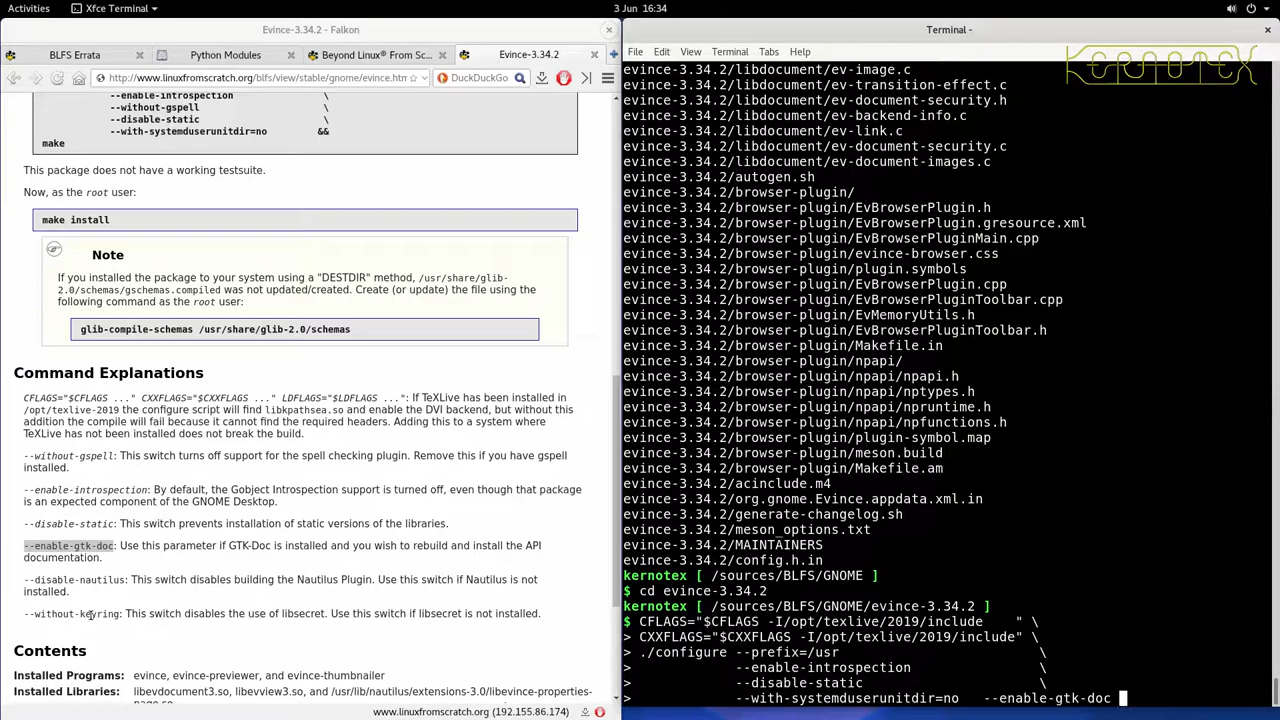 Activities Xfce Terminal 3 Jun 16:34
Evince-3.34.2 - Falkon
BLFS Errata Python Modules Beyond Linux® From Sc... Evince-3.34.2
http://www.linuxfromscratch.org/blfs/view/stable/gnome/evince.htm DuckDuckGo
--enable-introspection \
--without-gspell \
--disable-static \
--with-systemduserunitdir=no &&
make
This package does not have a working testsuite.
Now, as the root user:
make install
Note
If you installed the package to your system using a "DESTDIR" method, /usr/share/glib-
2.0/schemas/gschemas.compiled was not updated/created. Create (or update) the file using the
following command as the root user:
glib-compile-schemas /usr/share/glib-2.0/schemas
Command Explanations
CFLAGS="$CFLAGS ..." CXXFLAGS="$CXXFLAGS ..." LDFLAGS="$LDFLAGS ...": If TeXLive has been installed in
/opt/texlive-2019 the configure script will find libkpathsea.so and enable the DVI backend, but without this
addition the compile will fail because it cannot find the required headers. Adding this to a system where
TeXLive has not been installed does not break the build.
--without-gspell: This switch turns off support for the spell checking plugin. Remove this if you have gspell
installed.
--enable-introspection: By default, the Gobject Introspection support is turned off, even though that package
is an expected component of the GNOME Desktop.
--disable-static: This switch prevents installation of static versions of the libraries.
--enable-gtk-doc: Use this parameter if GTK-Doc is installed and you wish to rebuild and install the API
documentation.
--disable-nautilus: This switch disables building the Nautilus Plugin. Use this switch if Nautilus is not
installed.
--without-keyring: This switch disables the use of libsecret. Use this switch if libsecret is not installed.
Contents
Installed Programs: evince, evince-previewer, and evince-thumbnailer
Installed Libraries: libevdocument3.so, libevview3.so, and /usr/lib/nautilus/extensions-3.0/libevince-properties-
www.linuxfromscratch.org (192.155.86.174)
Terminal -
File Edit View Terminal Tabs Help
KERNOTEX
evince-3.34.2/libdocument/ev-image.c
evince-3.34.2/libdocument/ev-transition-effect.c
evince-3.34.2/libdocument/ev-document-security.h
evince-3.34.2/libdocument/ev-backend-info.c
evince-3.34.2/libdocument/ev-link.c
evince-3.34.2/libdocument/ev-document-security.c
evince-3.34.2/libdocument/ev-document-images.c
evince-3.34.2/autogen.sh
evince-3.34.2/browser-plugin/
evince-3.34.2/browser-plugin/EvBrowserPlugin.h
evince-3.34.2/browser-plugin/EvBrowserPlugin.gresource.xml
evince-3.34.2/browser-plugin/EvBrowserPluginMain.cpp
evince-3.34.2/browser-plugin/evince-browser.css
evince-3.34.2/browser-plugin/plugin.symbols
evince-3.34.2/browser-plugin/EvBrowserPlugin.cpp
evince-3.34.2/browser-plugin/EvBrowserPluginToolbar.cpp
evince-3.34.2/browser-plugin/EvMemoryUtils.h
evince-3.34.2/browser-plugin/EvBrowserPluginToolbar.h
evince-3.34.2/browser-plugin/Makefile.in
evince-3.34.2/browser-plugin/npapi/
evince-3.34.2/browser-plugin/npapi/npapi.h
evince-3.34.2/browser-plugin/npapi/nptypes.h
evince-3.34.2/browser-plugin/npapi/npruntime.h
evince-3.34.2/browser-plugin/npapi/npfunctions.h
evince-3.34.2/browser-plugin/plugin-symbol.map
evince-3.34.2/browser-plugin/meson.build
evince-3.34.2/browser-plugin/Makefile.am
evince-3.34.2/acinclude.m4
evince-3.34.2/org.gnome.Evince.appdata.xml.in
evince-3.34.2/generate-changelog.sh
evince-3.34.2/meson_options.txt
evince-3.34.2/MAINTAINERS
evince-3.34.2/config.h.in
kernotex [ /sources/BLFS/GNOME ]
$ cd evince-3.34.2
kernotex [ /sources/BLFS/GNOME/evince-3.34.2 ]
$ CFLAGS="$CFLAGS -I/opt/texlive/2019/include " \
> CXXFLAGS="$CXXFLAGS -I/opt/texlive/2019/include" \
> ./configure --prefix=/usr \
> --enable-introspection \
> --disable-static \
> --with-systemduserunitdir=no --enable-gtk-doc